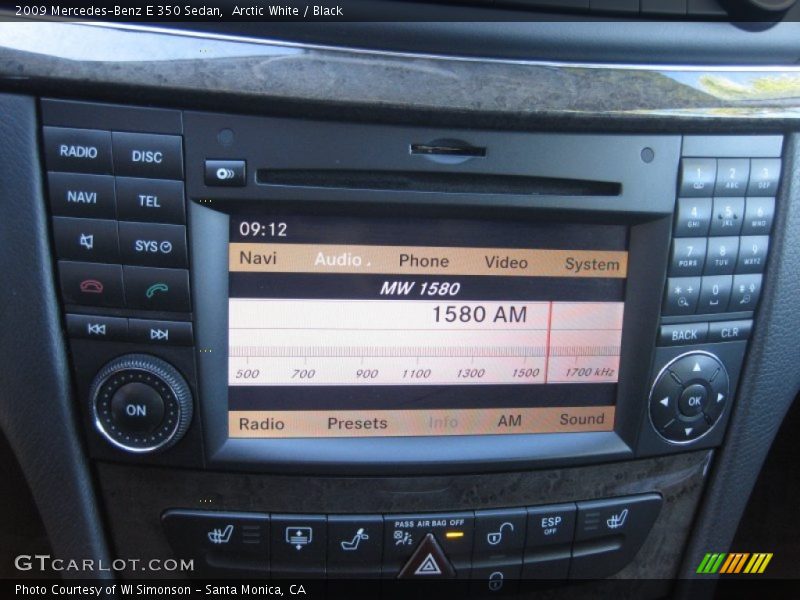 2009 Mercedes-Benz E 350 Sedan,  Arctic White / Black
RADIO DISC
NAVI TEL
SYS
ON
09:12
Navi Audio Phone Video System
MW 1580
1580 AM
500 700 900 1100 1300 1500 1700 kHz
Radio Presets Info AM Sound
1 2 ABC 3 DEF
4 GHI 5 JKL 6 MNO
7 PQRS 8 TUV 9 WXYZ
* 0 #
BACK CLR
OK
PASS AIR BAG OFF
ESP OFF
GTCARLOT.COM
Photo Courtesy of WI Simonson – Santa Monica, CA